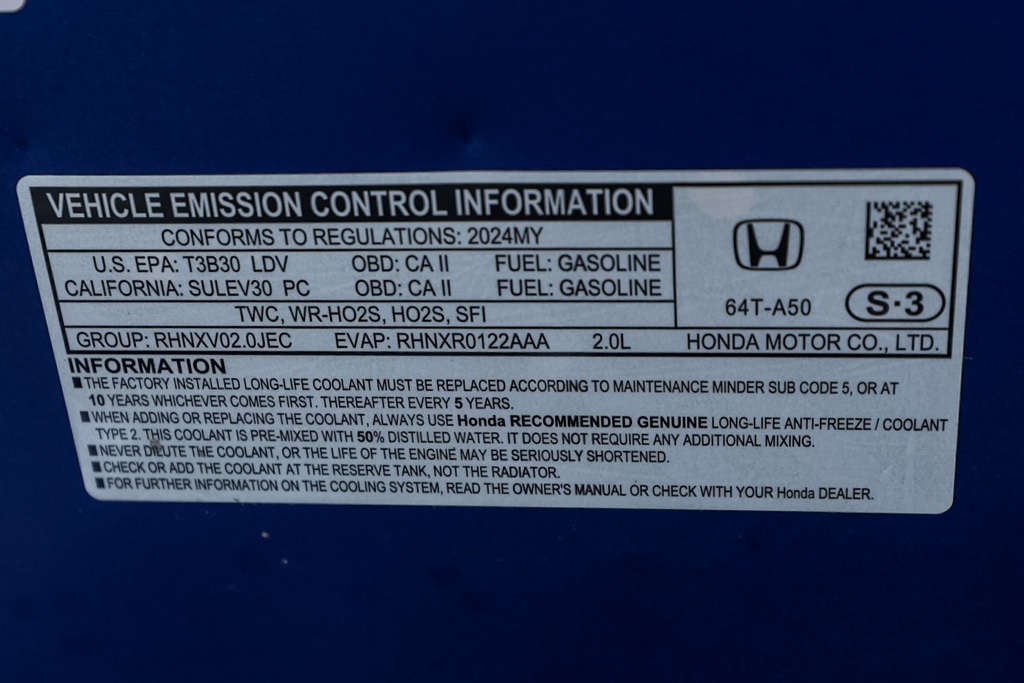 VEHICLE EMISSION CONTROL INFORMATION
CONFORMS TO REGULATIONS: 2024MY
U.S. EPA: T3B30 LDV OBD: CA II FUEL: GASOLINE
CALIFORNIA: SULEV30 PC OBD: CA II FUEL: GASOLINE
TWC, WR-HO2S, HO2S, SFI
64T-A50 S·3
GROUP: RHNXV02.0JEC EVAP: RHNXR0122AAA 2.0L HONDA MOTOR CO., LTD.
INFORMATION
■ THE FACTORY INSTALLED LONG-LIFE COOLANT MUST BE REPLACED ACCORDING TO MAINTENANCE MINDER SUB CODE 5, OR AT
10 YEARS WHICHEVER COMES FIRST. THEREAFTER EVERY 5 YEARS.
■ WHEN ADDING OR REPLACING THE COOLANT, ALWAYS USE Honda RECOMMENDED GENUINE LONG-LIFE ANTI-FREEZE / COOLANT
TYPE 2. THIS COOLANT IS PRE-MIXED WITH 50% DISTILLED WATER. IT DOES NOT REQUIRE ANY ADDITIONAL MIXING.
■ NEVER DILUTE THE COOLANT, OR THE LIFE OF THE ENGINE MAY BE SERIOUSLY SHORTENED.
■ CHECK OR ADD THE COOLANT AT THE RESERVE TANK, NOT THE RADIATOR.
■ FOR FURTHER INFORMATION ON THE COOLING SYSTEM, READ THE OWNER'S MANUAL OR CHECK WITH YOUR Honda DEALER.